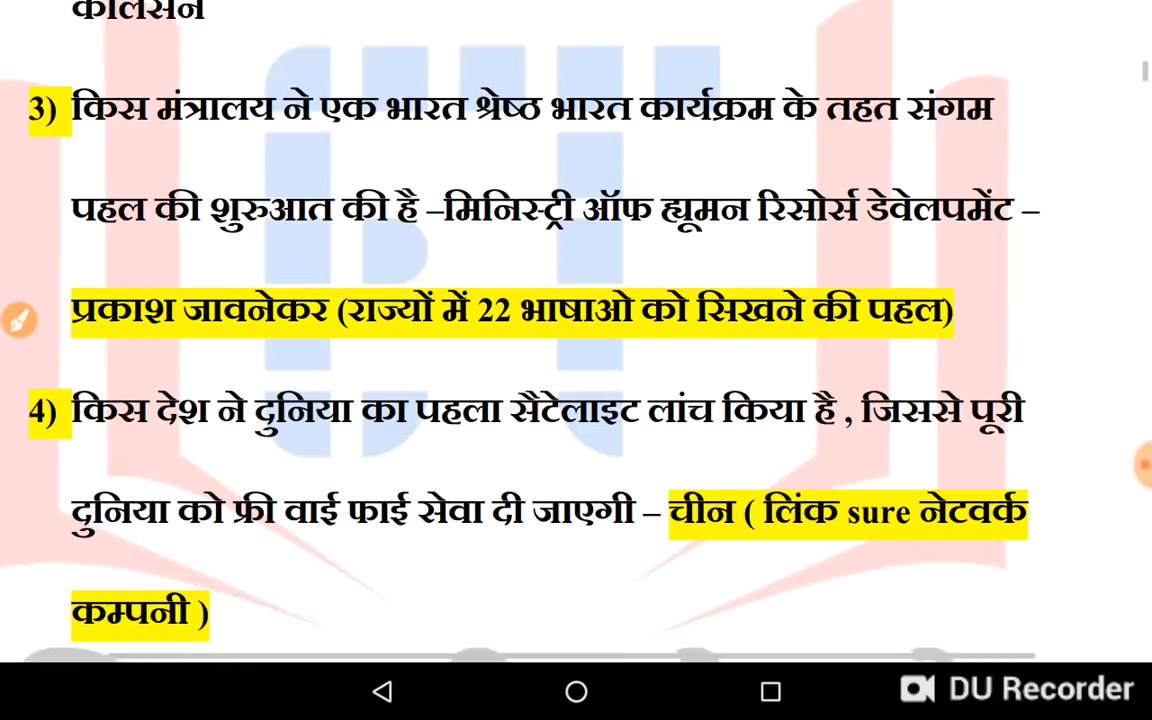 कोलिसन
3) किस मंत्रालय ने एक भारत श्रेष्ठ भारत कार्यक्रम के तहत संगम
पहल की शुरुआत की है –मिनिस्ट्री ऑफ ह्यूमन रिसोर्स डेवेलपमेंट –
प्रकाश जावनेकर (राज्यों में 22 भाषाओ को सिखने की पहल)
4) किस देश ने दुनिया का पहला सैटेलाइट लांच किया है , जिससे पूरी
दुनिया को फ्री वाई फाई सेवा दी जाएगी – चीन ( लिंक sure नेटवर्क
कम्पनी )
DU Recorder